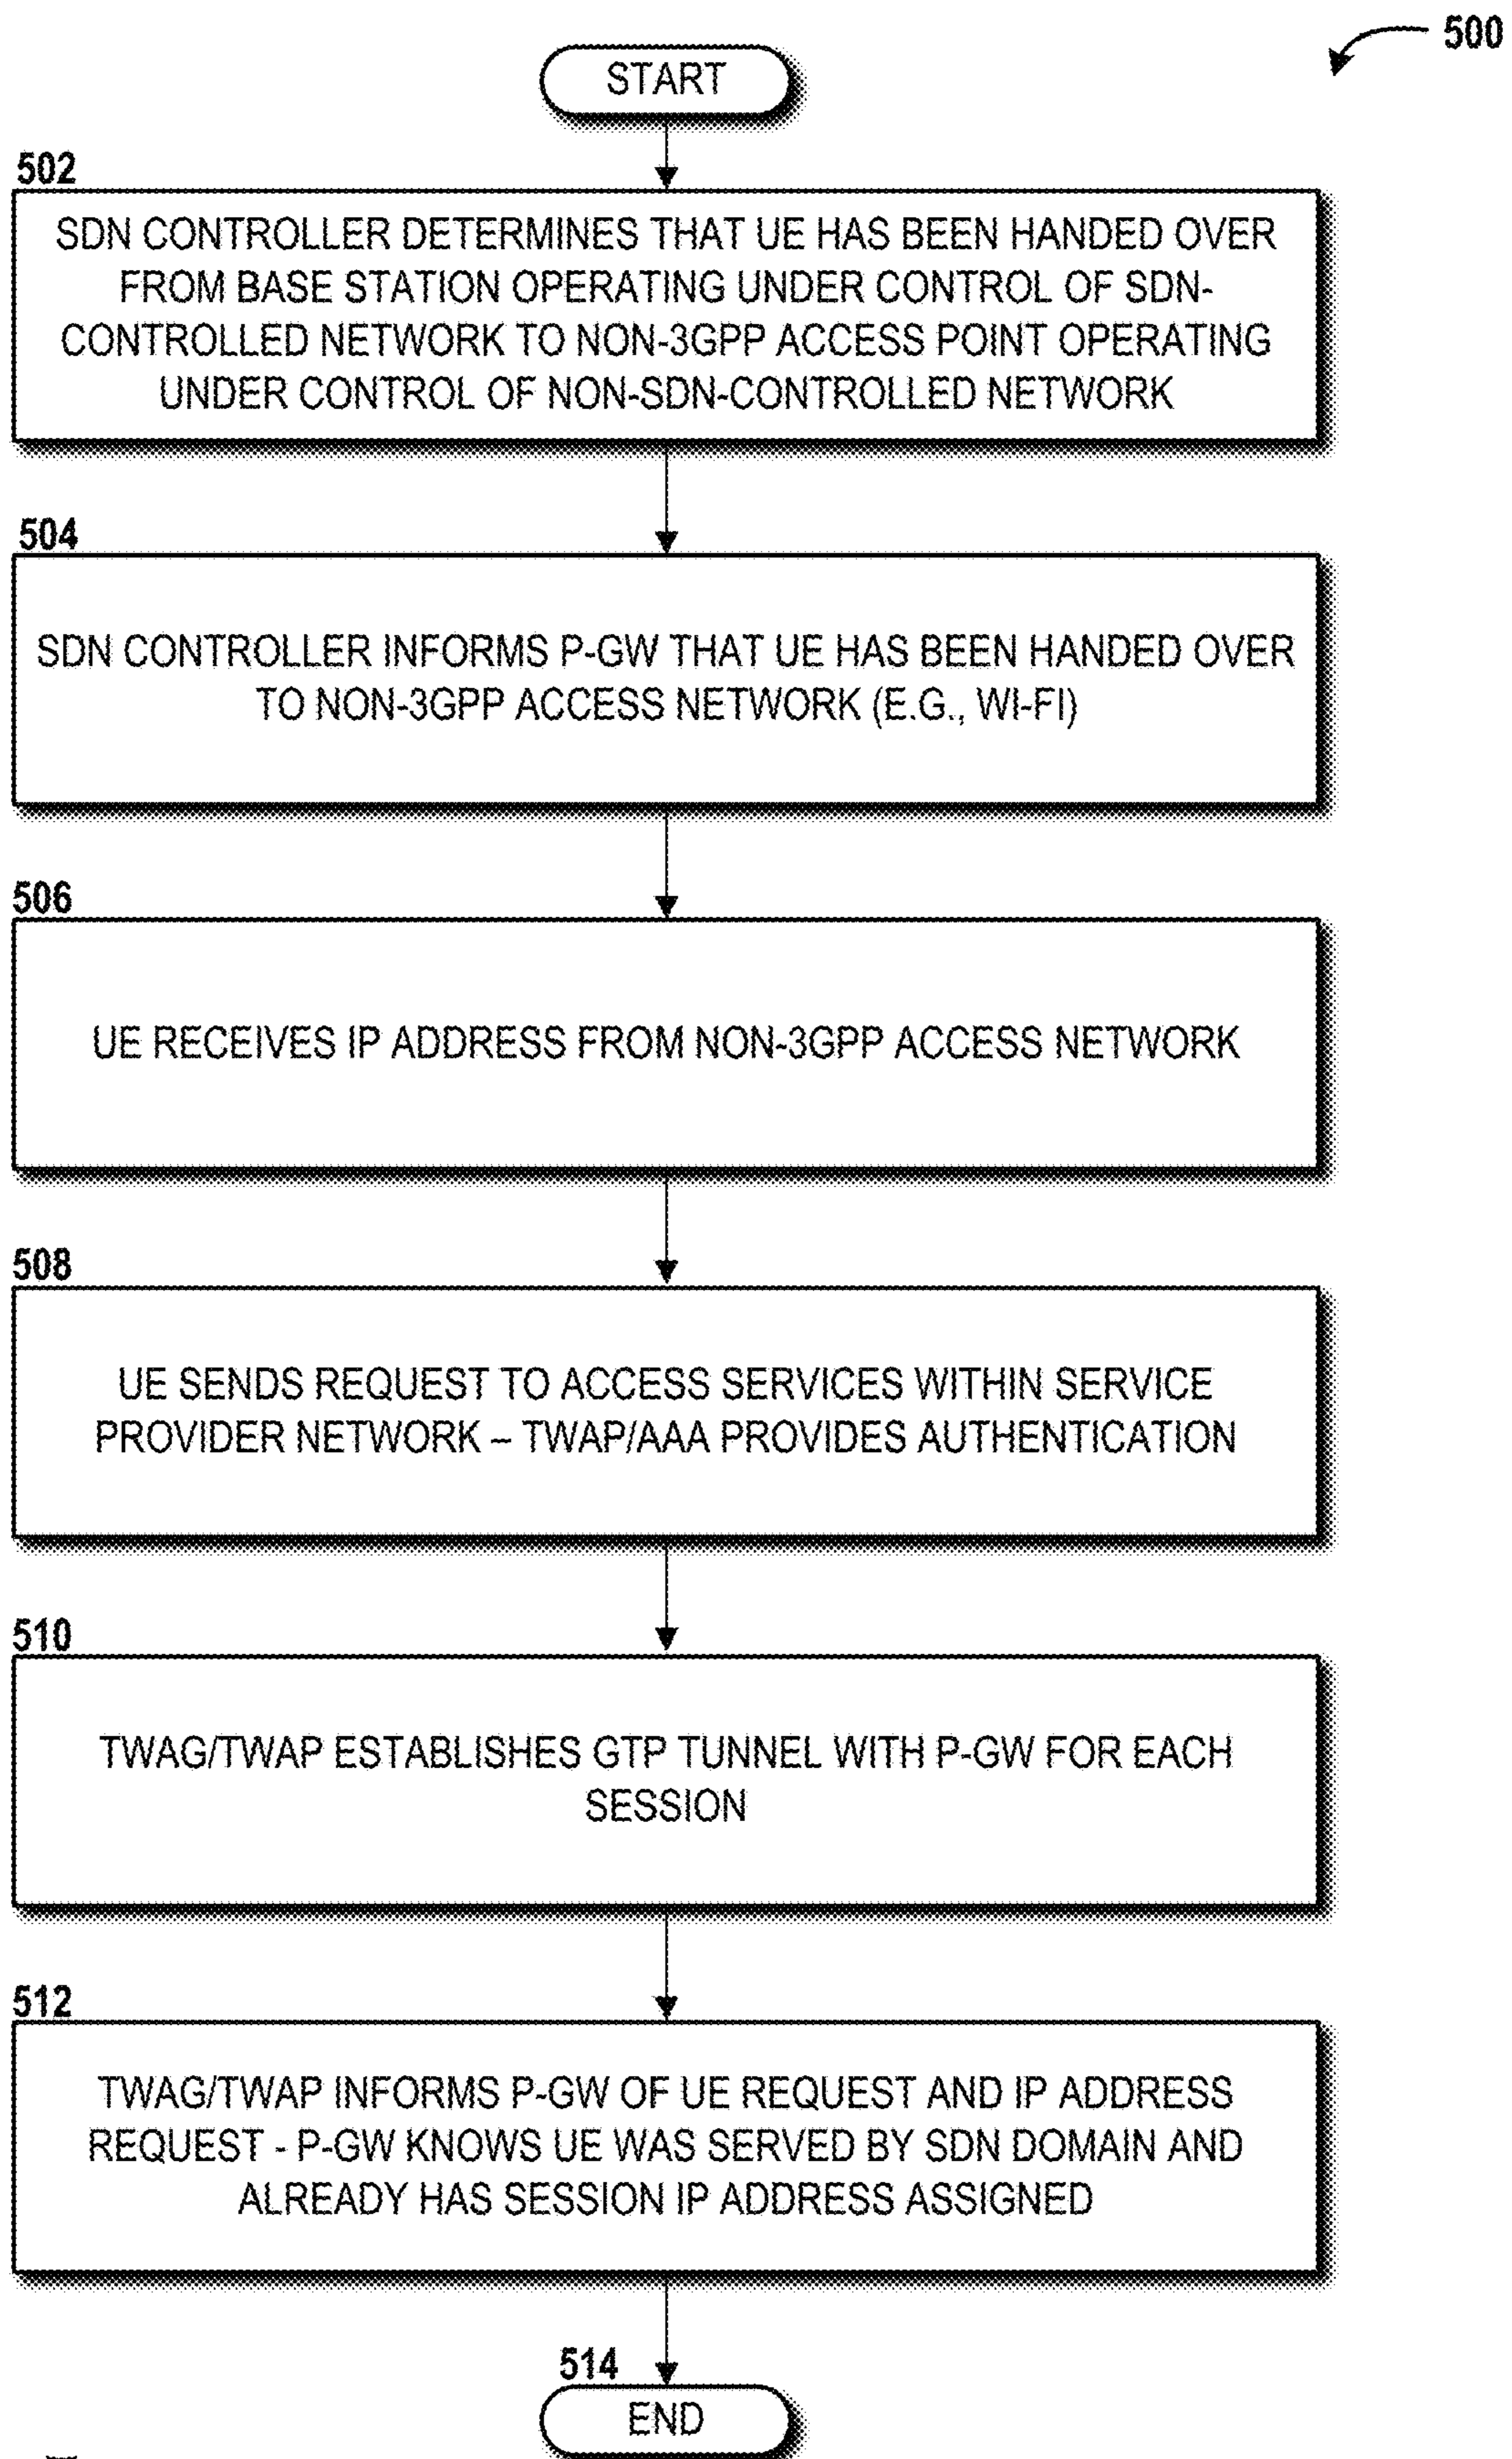 500
START
502
SDN CONTROLLER DETERMINES THAT UE HAS BEEN HANDED OVER
FROM BASE STATION OPERATING UNDER CONTROL OF SDN-
CONTROLLED NETWORK TO NON-3GPP ACCESS POINT OPERATING
UNDER CONTROL OF NON-SDN-CONTROLLED NETWORK
504
SDN CONTROLLER INFORMS P-GW THAT UE HAS BEEN HANDED OVER
TO NON-3GPP ACCESS NETWORK (E.G., WI-FI)
506
UE RECEIVES IP ADDRESS FROM NON-3GPP ACCESS NETWORK
508
UE SENDS REQUEST TO ACCESS SERVICES WITHIN SERVICE
PROVIDER NETWORK – TWAP/AAA PROVIDES AUTHENTICATION
510
TWAG/TWAP ESTABLISHES GTP TUNNEL WITH P-GW FOR EACH
SESSION
512
TWAG/TWAP INFORMS P-GW OF UE REQUEST AND IP ADDRESS
REQUEST - P-GW KNOWS UE WAS SERVED BY SDN DOMAIN AND
ALREADY HAS SESSION IP ADDRESS ASSIGNED
514
END